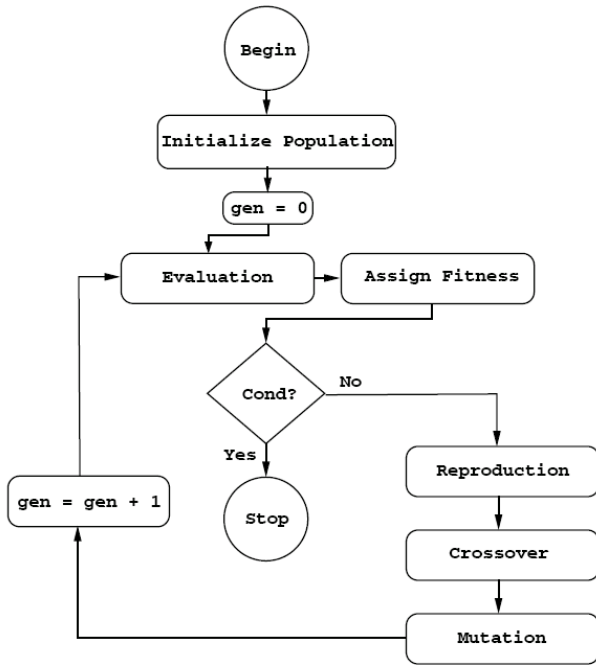 Begin
Initialize Population
gen = 0
Evaluation
Assign Fitness
Cond?
No
Yes
Reproduction
gen = gen + 1
Stop
Crossover
Mutation